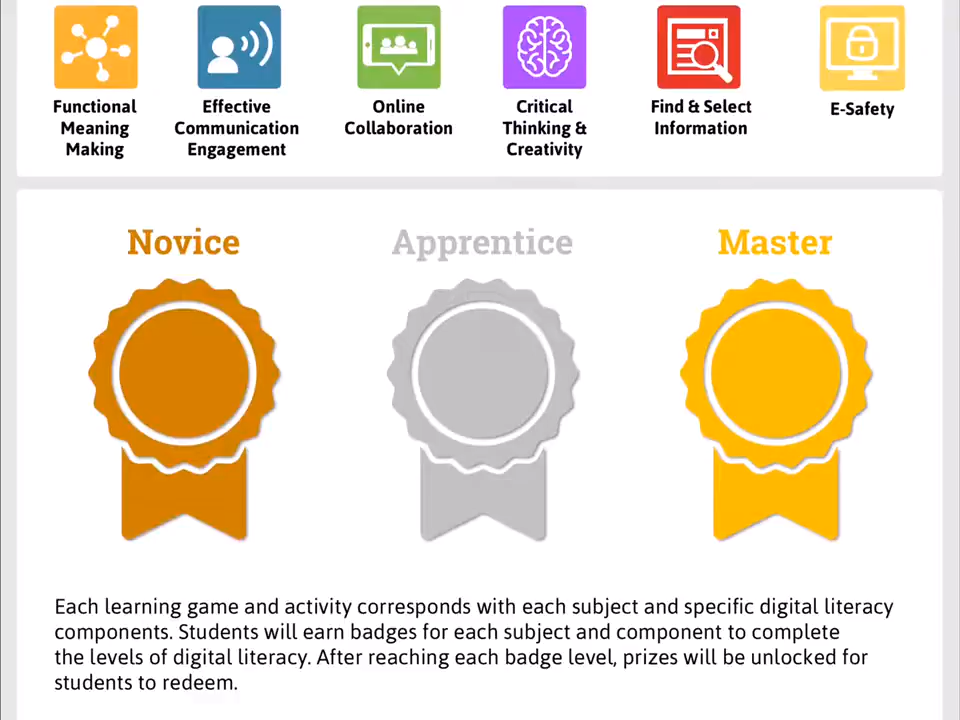 Functional
Meaning
Making
Effective
Communication
Engagement
Online
Collaboration
Critical
Thinking &
Creativity
Find & Select
Information
E-Safety
Novice
Apprentice
Master
Each learning game and activity corresponds with each subject and specific digital literacy
components. Students will earn badges for each subject and component to complete
the levels of digital literacy. After reaching each badge level, prizes will be unlocked for
students to redeem.